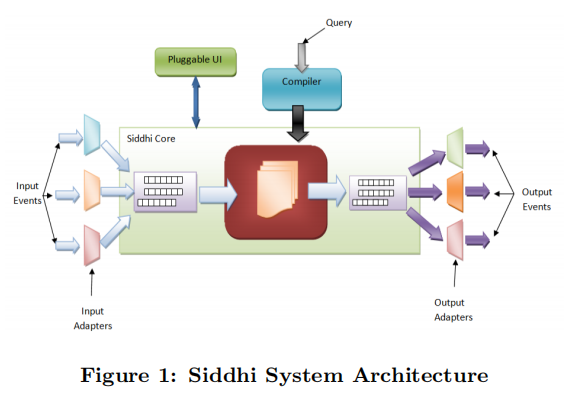 Query
Pluggable UI
Compiler
Siddhi Core
Input
Events
Output
Events
Input
Adapters
Output
Adapters
Figure 1: Siddhi System Architecture